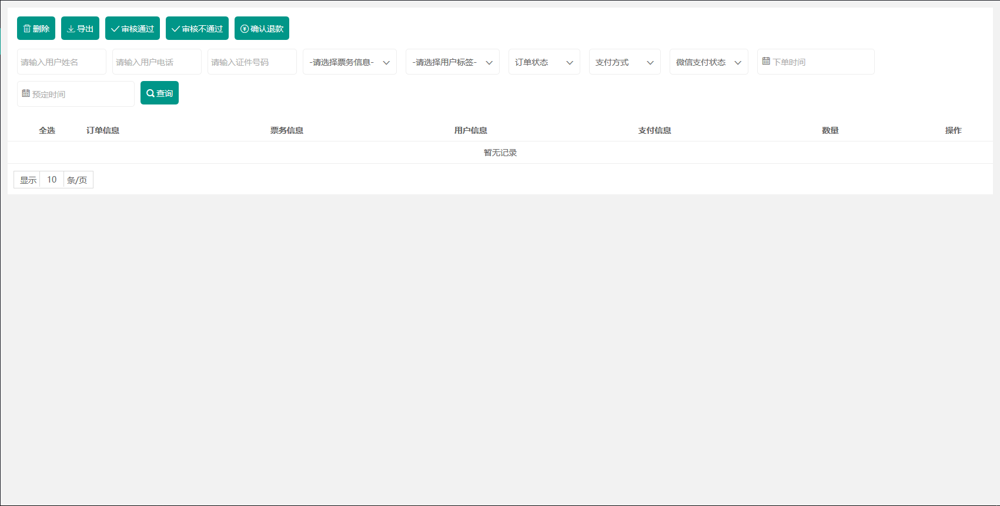 删除 导出 审核通过 审核不通过 确认退款
请输入用户姓名 请输入用户电话 请输入证件号码 -请选择票务信息- -请选择用户标签- 订单状态 支付方式 微信支付状态 下单时间
预定时间 查询
全选 订单信息 票务信息 用户信息 支付信息 数量 操作
暂无记录
显示 10 条/页